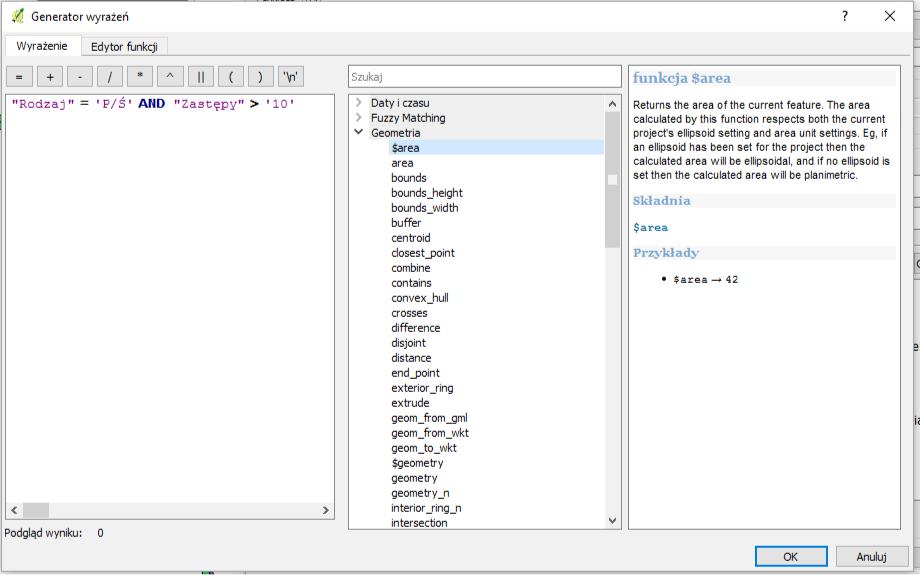 Generator wyrażeń
?
Wyrażenie
Edytor funkcji
= + - / * ^ || ( ) '\n'
"Rodzaj" = 'P/Ś' AND "Zastępy" > '10'
Podgląd wyniku: 0
Szukaj
Daty i czasu
Fuzzy Matching
Geometria
$area
area
bounds
bounds_height
bounds_width
buffer
centroid
closest_point
combine
contains
convex_hull
crosses
difference
disjoint
distance
end_point
exterior_ring
extrude
geom_from_gml
geom_from_wkt
geom_to_wkt
$geometry
geometry
geometry_n
interior_ring_n
intersection
funkcja $area
Returns the area of the current feature. The area
calculated by this function respects both the current
project's ellipsoid setting and area unit settings. Eg, if
an ellipsoid has been set for the project then the
calculated area will be ellipsoidal, and if no ellipsoid is
set then the calculated area will be planimetric.
Składnia
$area
Przykłady
• $area → 42
OK
Anuluj